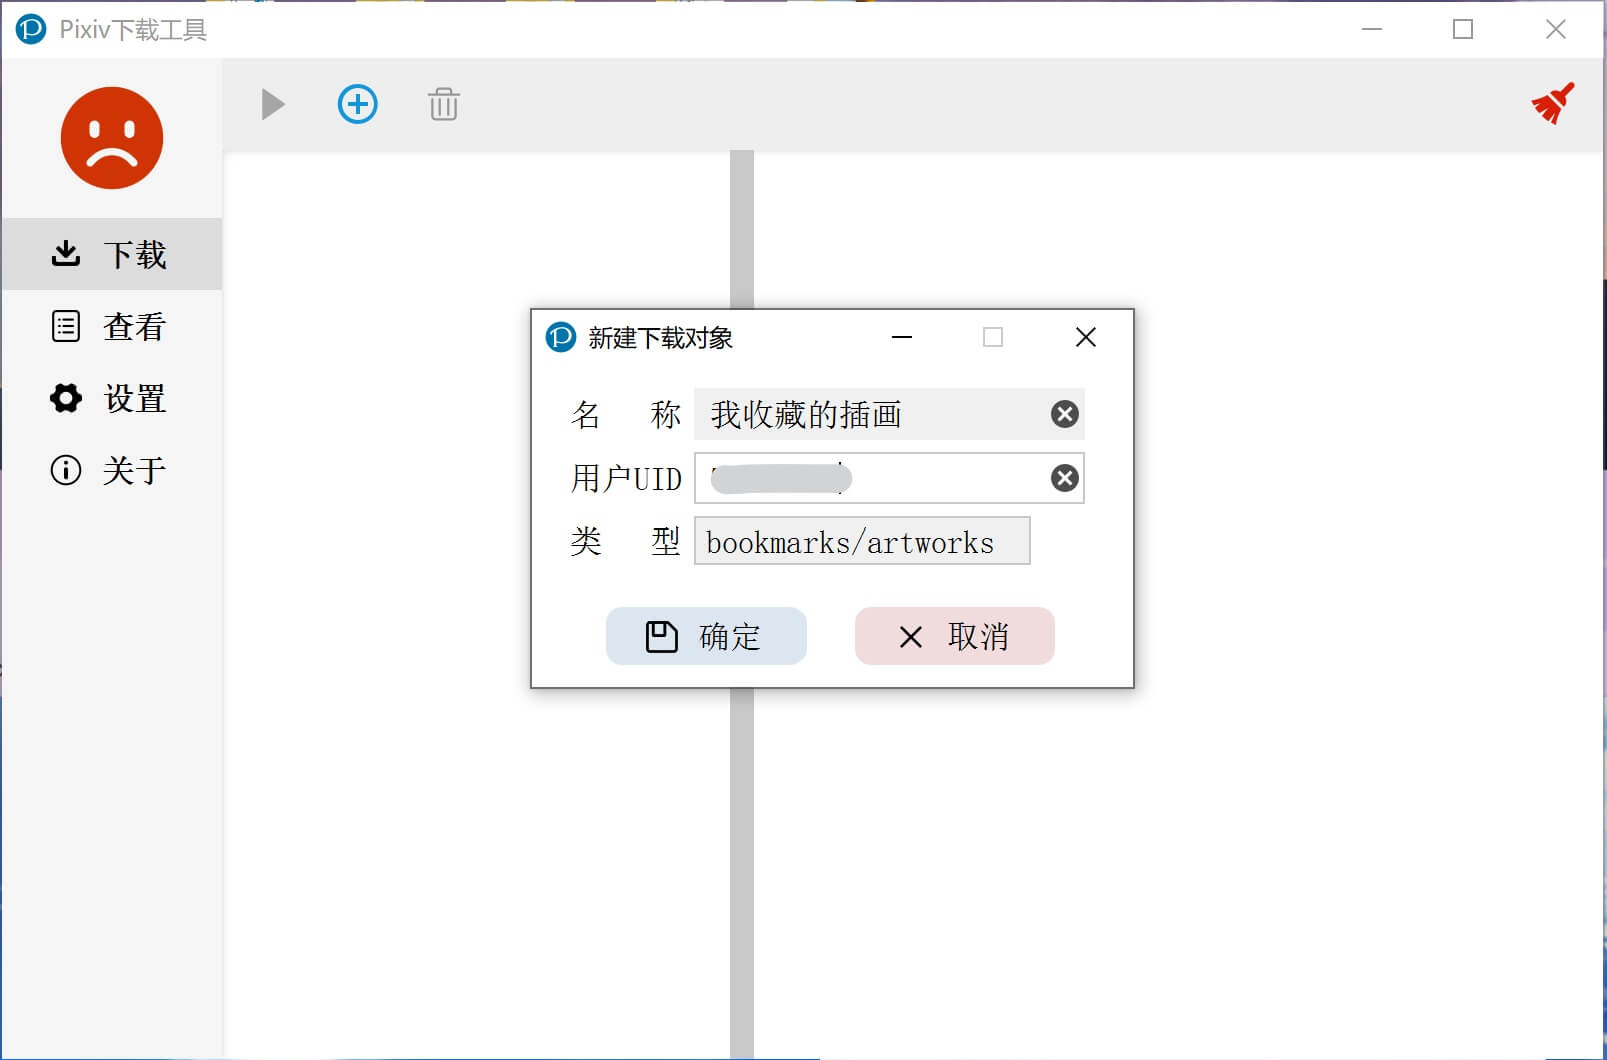 Pixiv下载工具
下载
查看
设置
关于
新建下载对象
名 称 我收藏的插画
用户UID
类 型 bookmarks/artworks
确定 取消